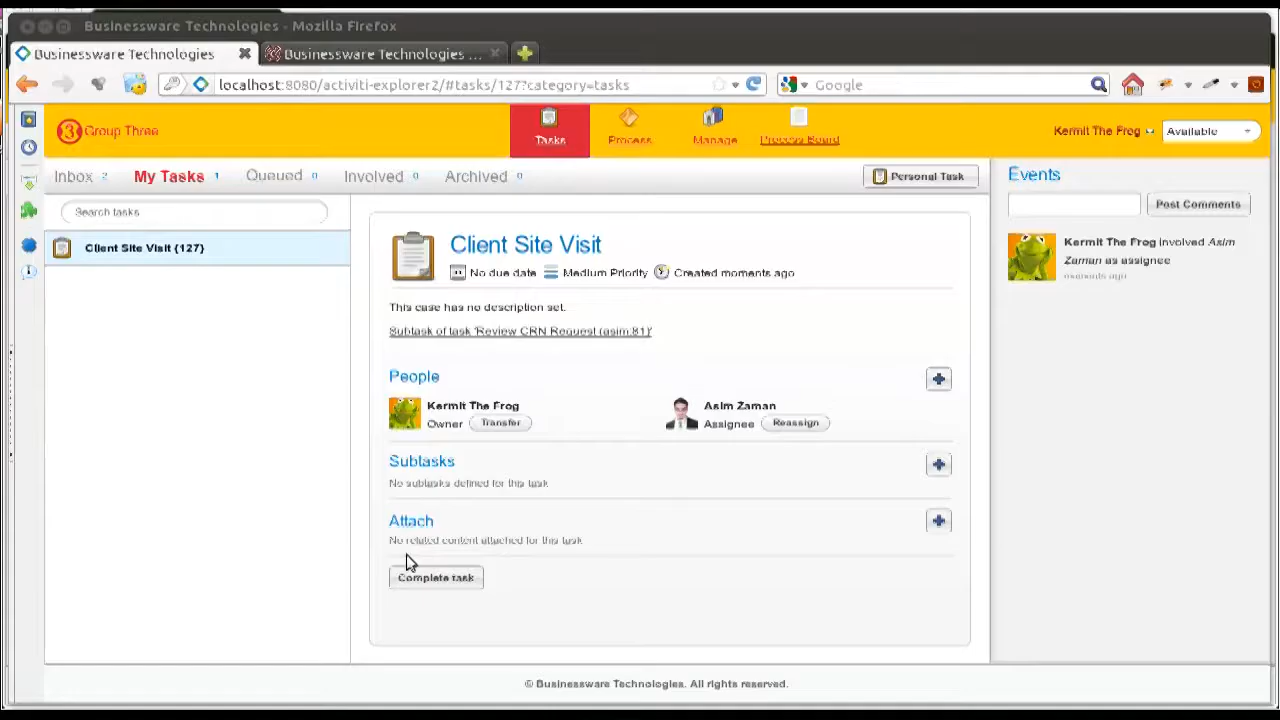 Businessware Technologies - Mozilla Firefox
Businessware Technologies
Businessware Technologies ...
localhost:8080/activiti-explorer2/#tasks/127?category=tasks
Google
3 Group Three
Tasks
Process
Manage
Process Board
Kermit The Frog
Available
Inbox 2
My Tasks 1
Queued 0
Involved 0
Archived 0
Personal Task
Events
Search tasks
Post Comments
Client Site Visit {127}
Client Site Visit
No due date
Medium Priority
Created moments ago
Kermit The Frog involved Asim
Zaman as assignee
moments ago
This case has no description set.
Subtask of task 'Review CRN Request (asim:81)'
People
Kermit The Frog
Owner Transfer
Asim Zaman
Assignee Reassign
Subtasks
No subtasks defined for this task
Attach
No related content attached for this task
Complete task
© Businessware Technologies. All rights reserved.